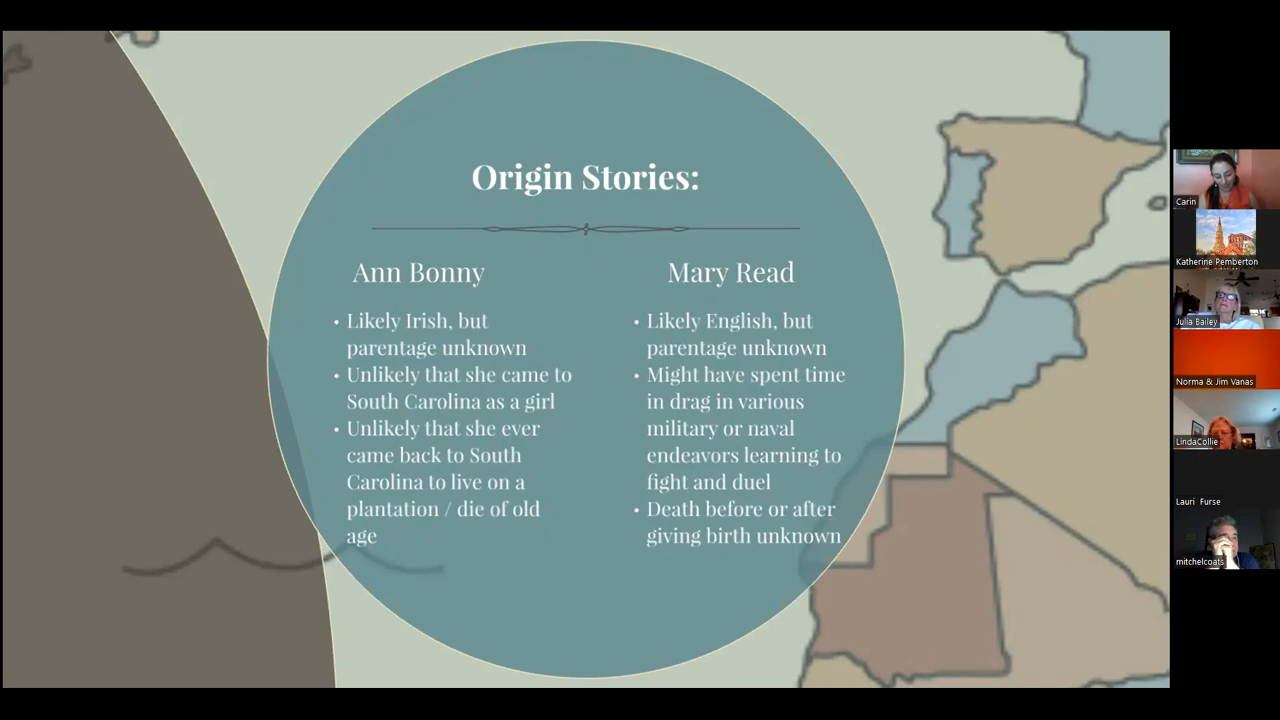 Origin Stories:
Ann Bonny
• Likely Irish, but
parentage unknown
• Unlikely that she came to
South Carolina as a girl
• Unlikely that she ever
came back to South
Carolina to live on a
plantation / die of old
age
Mary Read
• Likely English, but
parentage unknown
• Might have spent time
in drag in various
military or naval
endeavors learning to
fight and duel
• Death before or after
giving birth unknown
Carin
Katherine Pemberton
Julia Bailey
Norma & Jim Vanas
LindaCollie
Lauri Furse
mitchelcoats